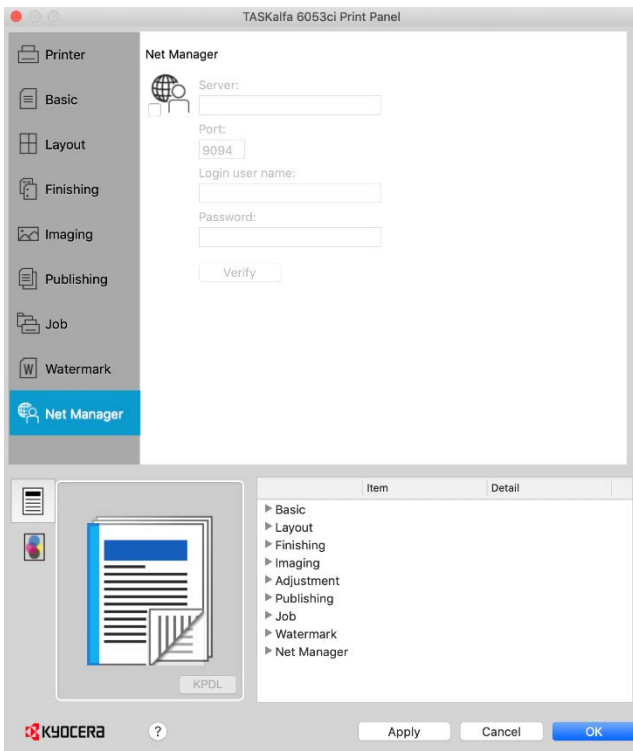 TASKalfa 6053ci Print Panel
Printer
Basic
Layout
Finishing
Imaging
Publishing
Job
W Watermark
Net Manager
Net Manager
Server:
Port:
9094
Login user name:
Password:
Verify
Item Detail
Basic
Layout
Finishing
Imaging
Adjustment
Publishing
Job
Watermark
Net Manager
KPDL
KYOCERA ? Apply Cancel OK